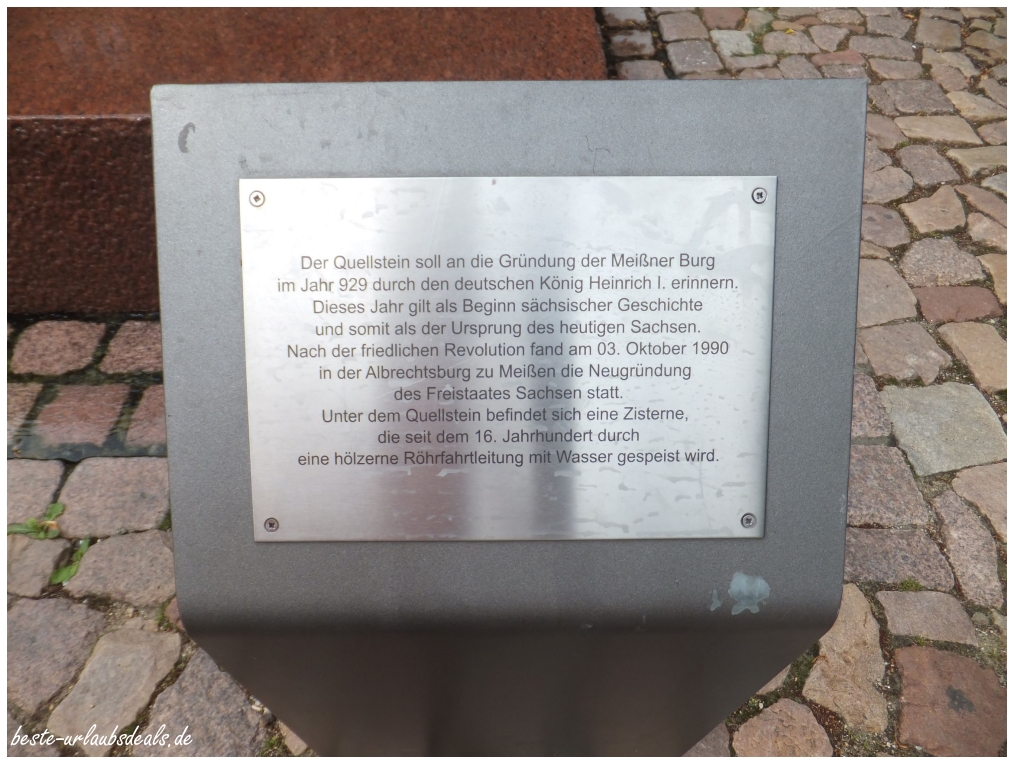 Der Quellstein soll an die Gründung der Meißner Burg
im Jahr 929 durch den deutschen König Heinrich I. erinnern.
Dieses Jahr gilt als Beginn sächsischer Geschichte
und somit als der Ursprung des heutigen Sachsen.
Nach der friedlichen Revolution fand am 03. Oktober 1990
in der Albrechtsburg zu Meißen die Neugründung
des Freistaates Sachsen statt.
Unter dem Quellstein befindet sich eine Zisterne,
die seit dem 16. Jahrhundert durch
eine hölzerne Röhrfahrtleitung mit Wasser gespeist wird.
beste-urlaubsdeals.de